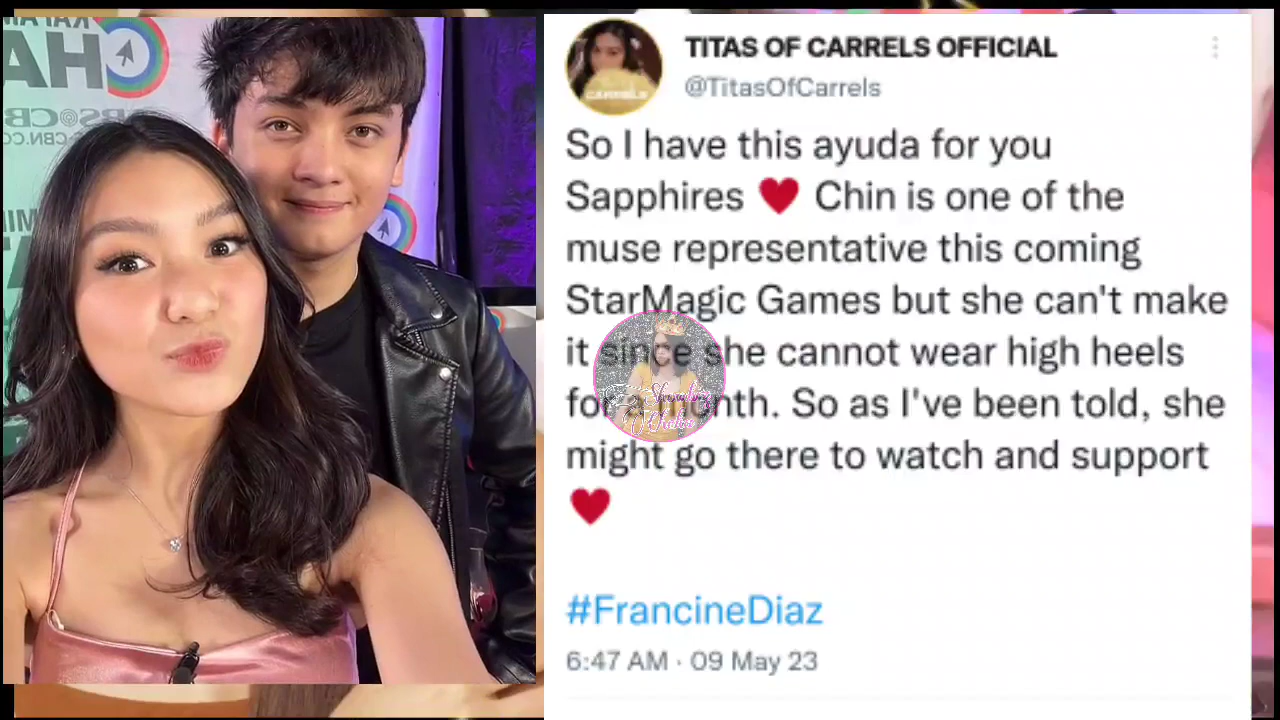 TITAS OF CARRELS OFFICIAL
@TitasOfCarrels
So I have this ayuda for you
Sapphires ♥ Chin is one of the
muse representative this coming
StarMagic Games but she can't make
it since she cannot wear high heels
for a month. So as I've been told, she
might go there to watch and support
♥
#FrancineDiaz
6:47 AM · 09 May 23